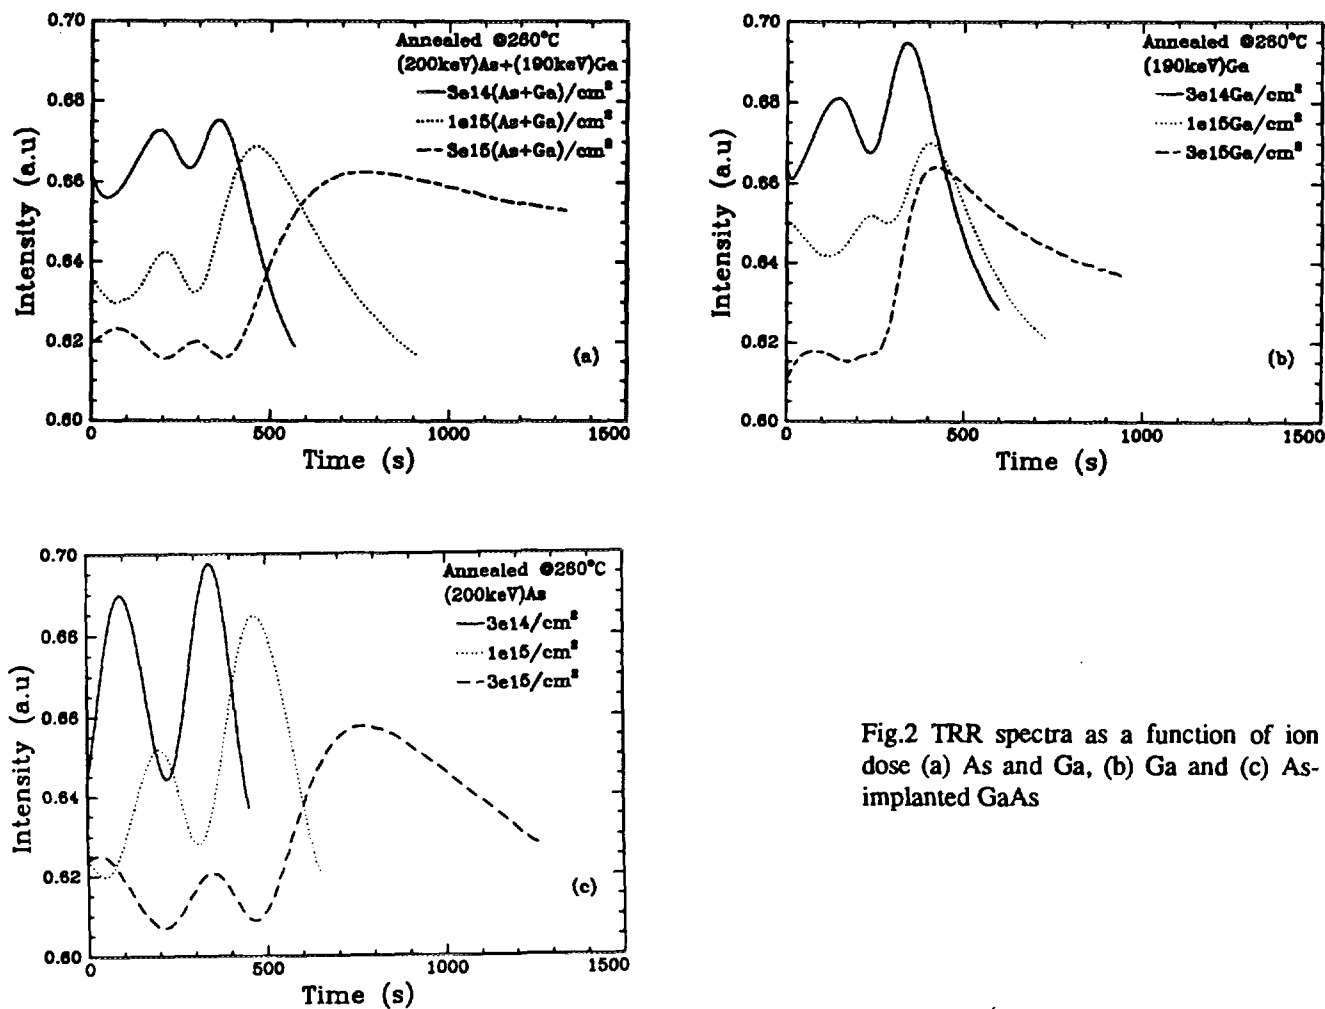 0.70
0.68
0.66
0.64
0.62
0.60
Intensity (a.u)
Annealed @260°C
(200keV)As+(190keV)Ga
3e14(As+Ga)/cm²
1e15(As+Ga)/cm²
3e15(As+Ga)/cm²
(a)
0 500 1000 1500
Time (s)
0.70
0.68
0.66
0.64
0.62
0.60
Intensity (a.u)
Annealed @260°C
(190keV)Ga
3e14Ga/cm²
1e15Ga/cm²
3e15Ga/cm²
(b)
0 500 1000 1500
Time (s)
0.70
0.68
0.66
0.64
0.62
0.60
Intensity (a.u)
Annealed @260°C
(200keV)As
3e14/cm²
1e15/cm²
3e15/cm²
(c)
0 500 1000 1500
Time (s)
Fig.2 TRR spectra as a function of ion
dose (a) As and Ga, (b) Ga and (c) As-
implanted GaAs